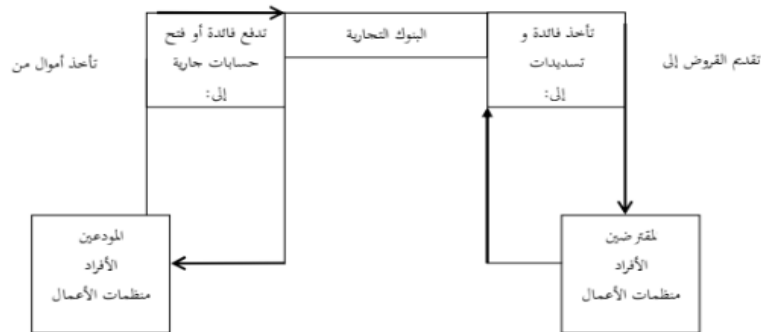 تأخذ فائدة و
تسديدات
إلى:
البنوك التجارية
تدفع فائدة أو فتح
حسابات جارية
إلى:
تقديم القروض إلى
تأخذ أموال من
لمقترضين
الأفراد
منظمات الأعمال
المودعين
الأفراد
منظمات الأعمال